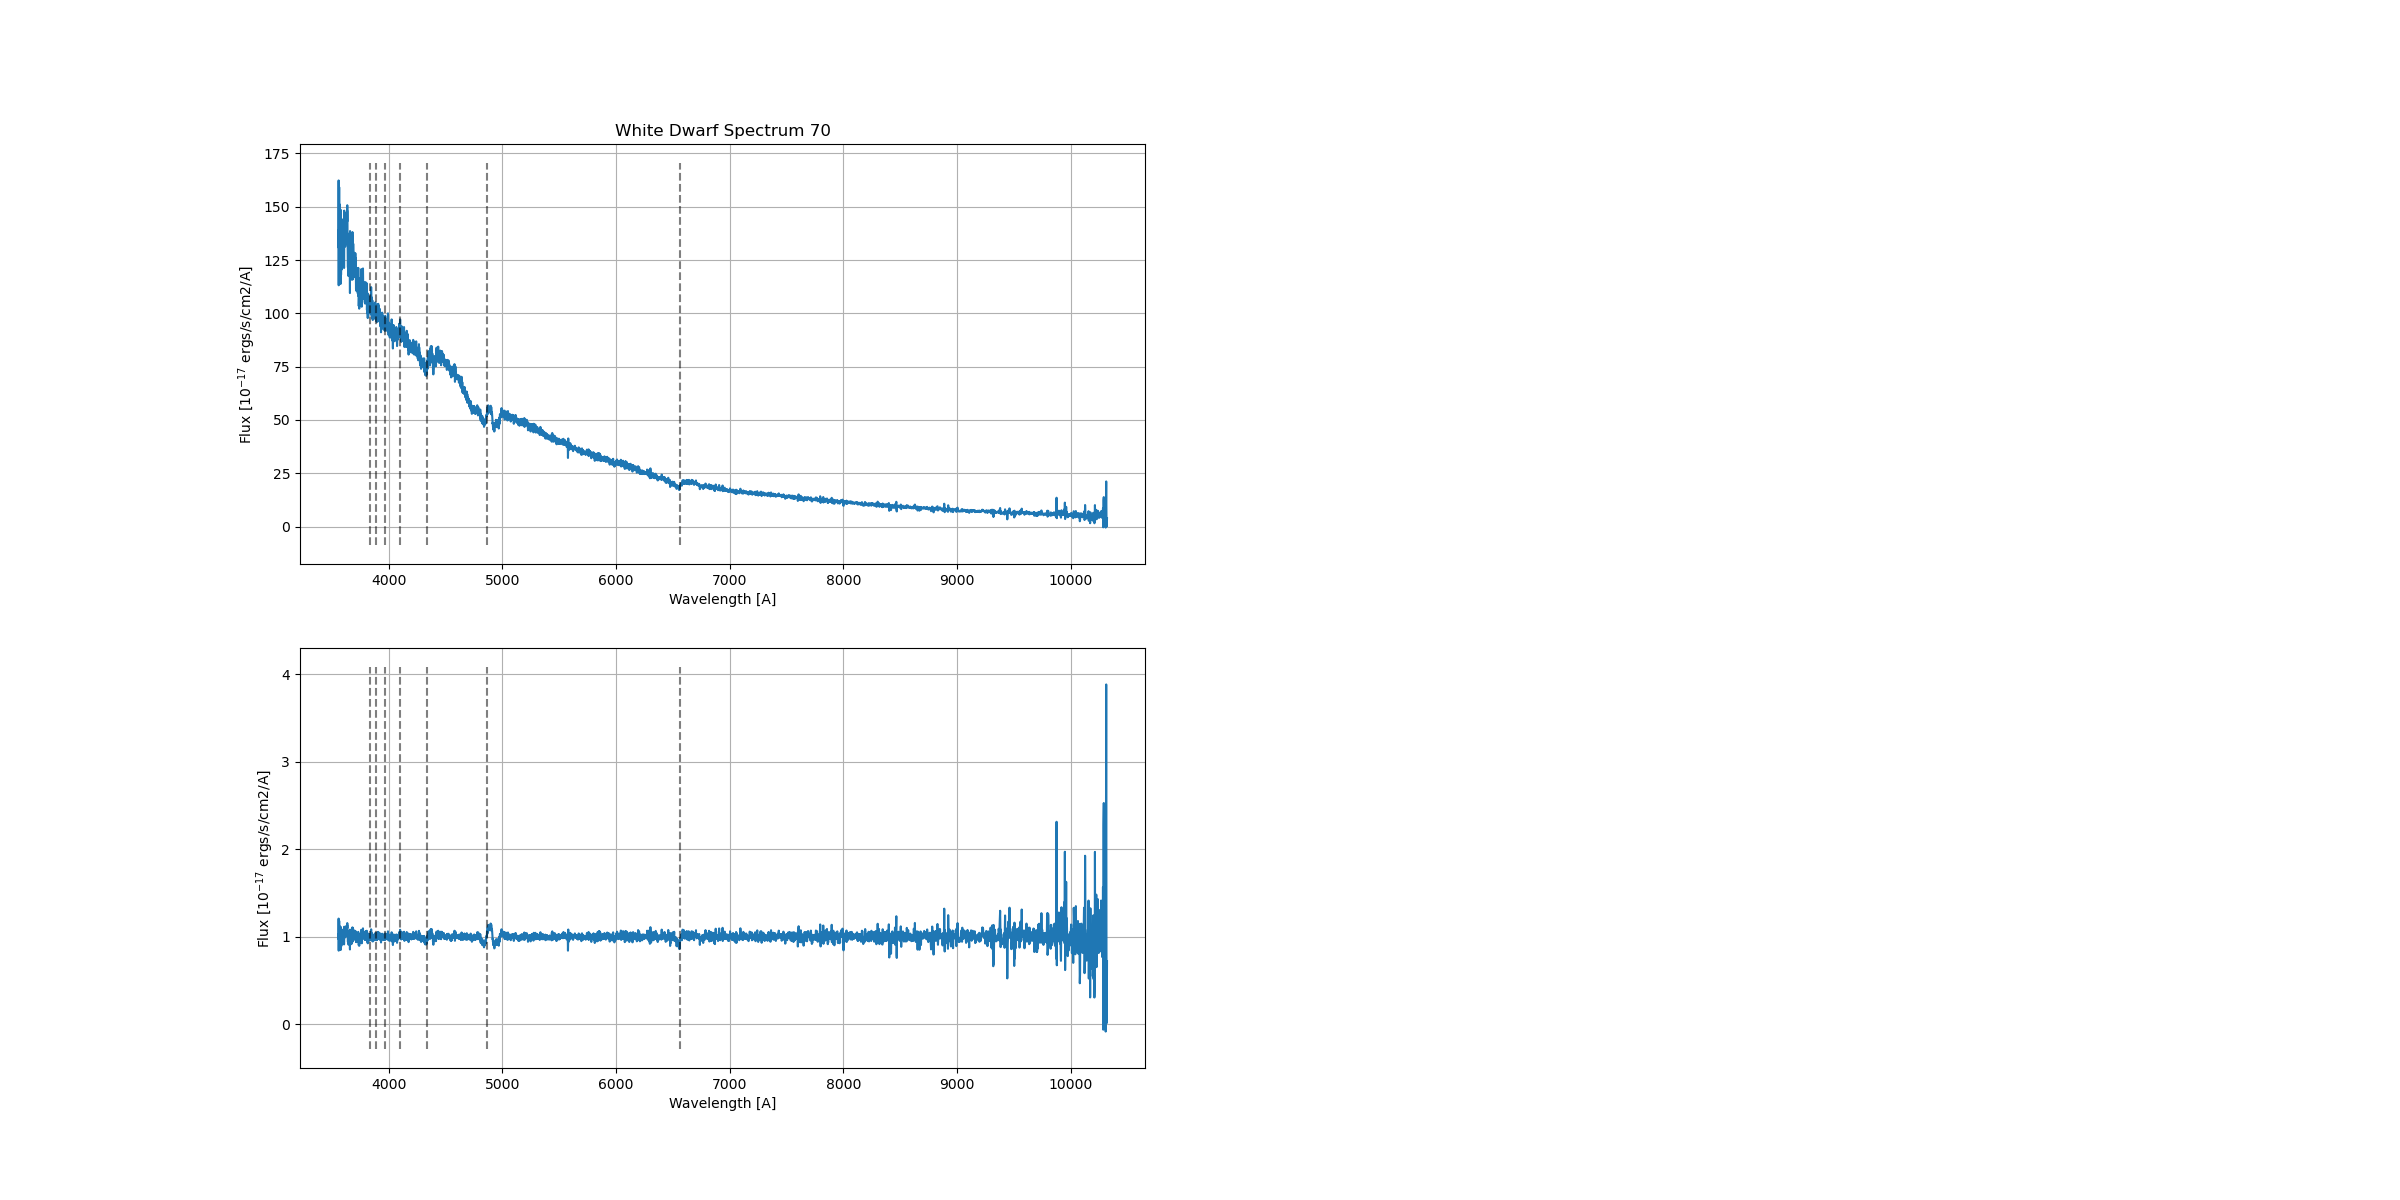 White Dwarf Spectrum 70
175
150
125
100
75
50
25
0
Flux [10⁻¹⁷ ergs/s/cm2/A]
4000 5000 6000 7000 8000 9000 10000
Wavelength [A]
4
3
2
1
0
Flux [10⁻¹⁷ ergs/s/cm2/A]
4000 5000 6000 7000 8000 9000 10000
Wavelength [A]